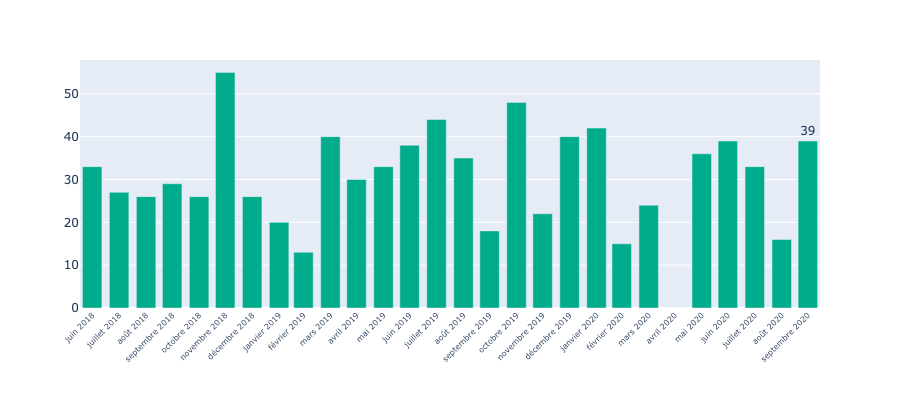 50
40
30
20
10
0
39
juin 2018
juillet 2018
août 2018
septembre 2018
octobre 2018
novembre 2018
décembre 2018
janvier 2019
février 2019
mars 2019
avril 2019
mai 2019
juin 2019
juillet 2019
août 2019
septembre 2019
octobre 2019
novembre 2019
décembre 2019
janvier 2020
février 2020
mars 2020
avril 2020
mai 2020
juin 2020
juillet 2020
août 2020
septembre 2020